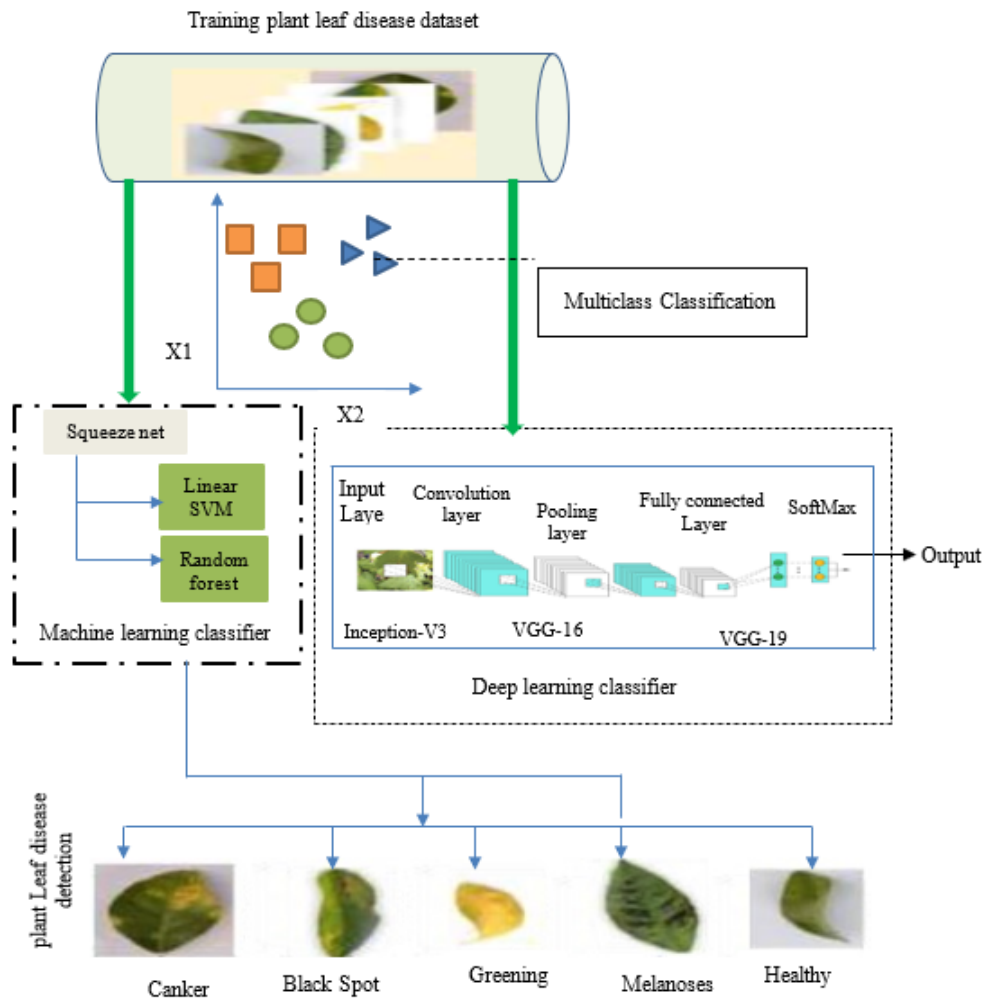 Training plant leaf disease dataset
Multiclass Classification
X1
X2
Squeeze net
Linear
SVM
Random
forest
Machine learning classifier
Input
Laye
Convolution
layer
Pooling
layer
Fully connected
Layer
SoftMax
Output
Inception-V3
VGG-16
VGG-19
Deep learning classifier
plant Leaf disease
detection
Canker
Black Spot
Greening
Melanoses
Healthy